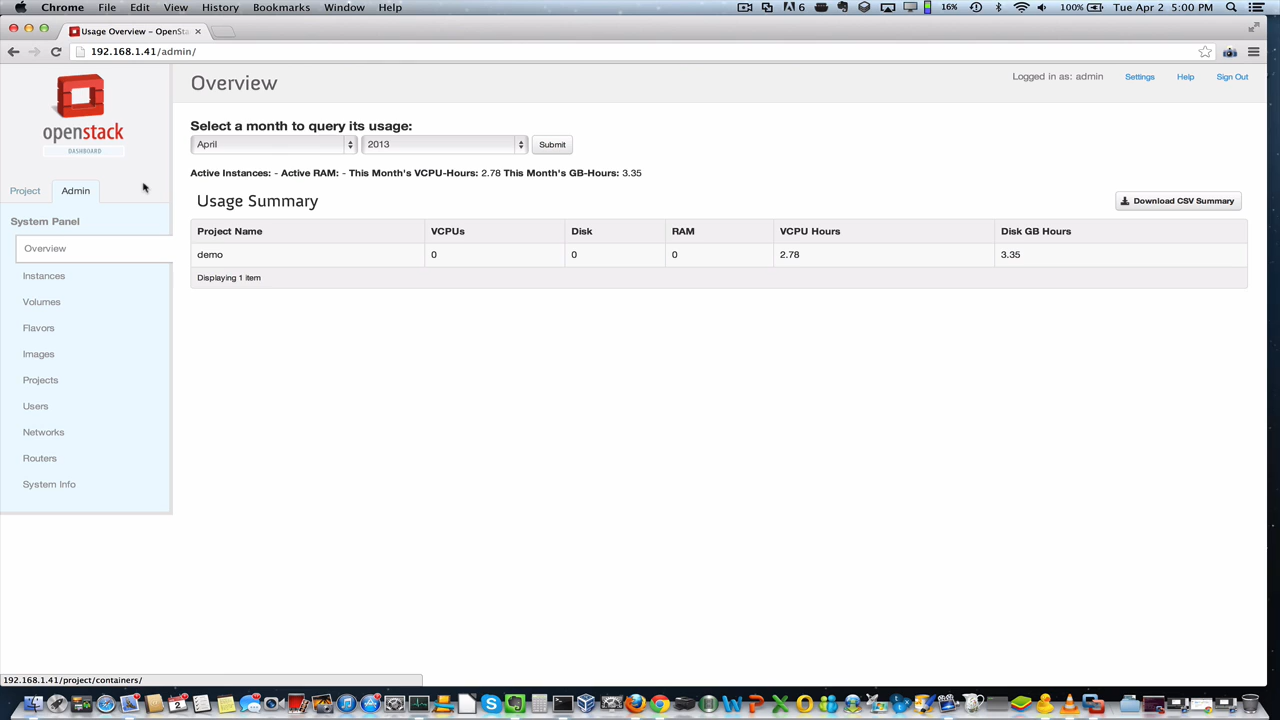 Chrome File Edit View History Bookmarks Window Help 6 16% 100% Tue Apr 2 5:00 PM
Usage Overview - OpenSta
192.168.1.41/admin/
openstack
DASHBOARD
Overview
Logged in as: admin Settings Help Sign Out
Project Admin
System Panel
Overview
Instances
Volumes
Flavors
Images
Projects
Users
Networks
Routers
System Info
Select a month to query its usage:
April 2013 Submit
Active Instances: - Active RAM: - This Month's VCPU-Hours: 2.78 This Month's GB-Hours: 3.35
Usage Summary Download CSV Summary
Project Name VCPUs Disk RAM VCPU Hours Disk GB Hours
demo 0 0 0 2.78 3.35
Displaying 1 item
192.168.1.41/project/containers/